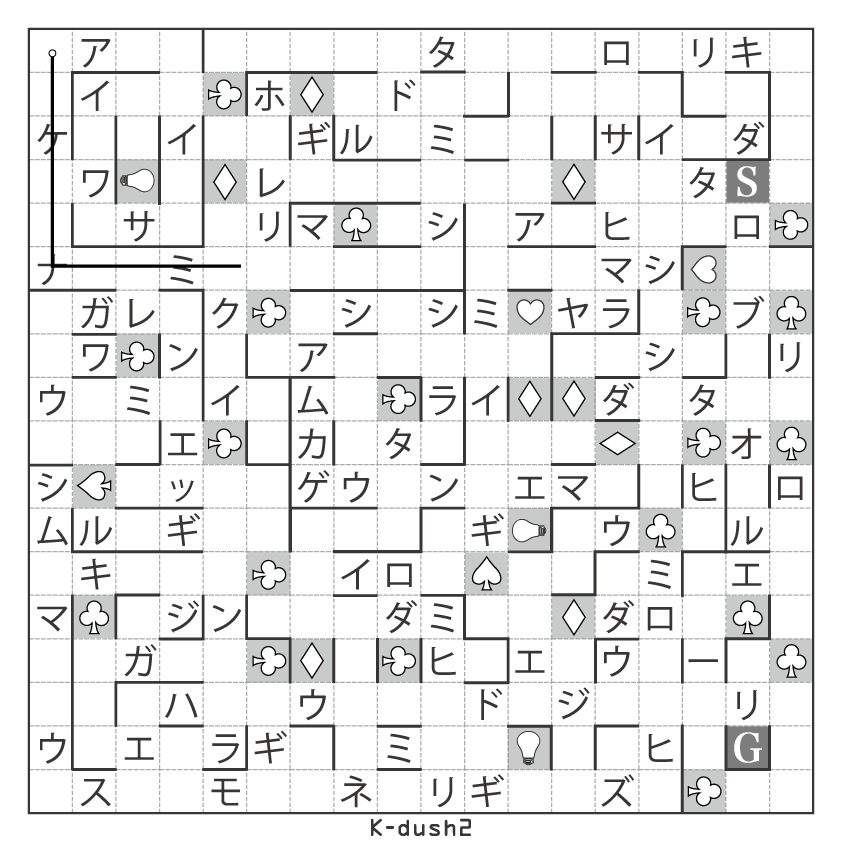 ア タ ロ リ キ
イ ホ ド
ケ イ ギ ル ミ サ イ ダ
ワ レ タ S
サ リ マ シ ア ヒ ロ
ミ マ シ
ガ レ ク シ シ ミ ヤ ラ ブ
ワ ン ア シ リ
ウ ミ イ ム ラ イ ダ タ
エ カ タ オ
シ ッ ゲ ウ ン エ マ ヒ ロ
ム ル ギ ギ ウ ル
キ イ ロ ミ エ
マ ジ ン ダ ミ ダ ロ
ガ ヒ エ ウ ー
ハ ウ ド ジ リ
ウ エ ラ ギ ミ ヒ G
ス モ ネ リ ギ ズ
K-dush2